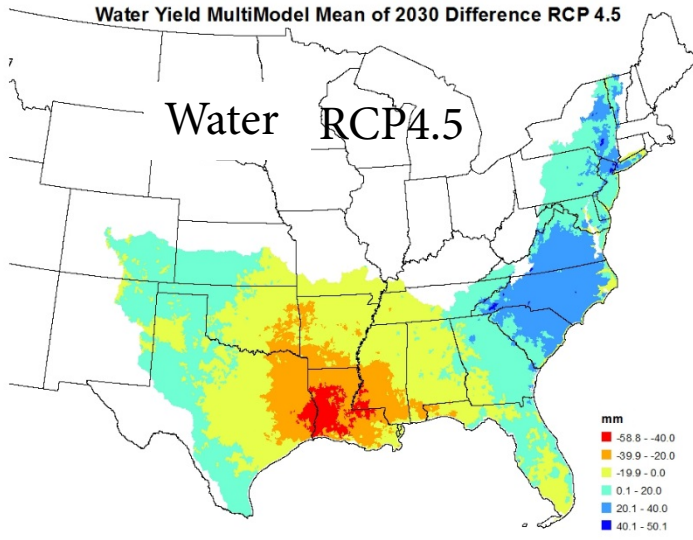 Water Yield MultiModel Mean of 2030 Difference RCP 4.5
7
Water RCP4.5
mm
-58.8 - -40.0
-39.9 - -20.0
-19.9 - 0.0
0.1 - 20.0
20.1 - 40.0
40.1 - 50.1